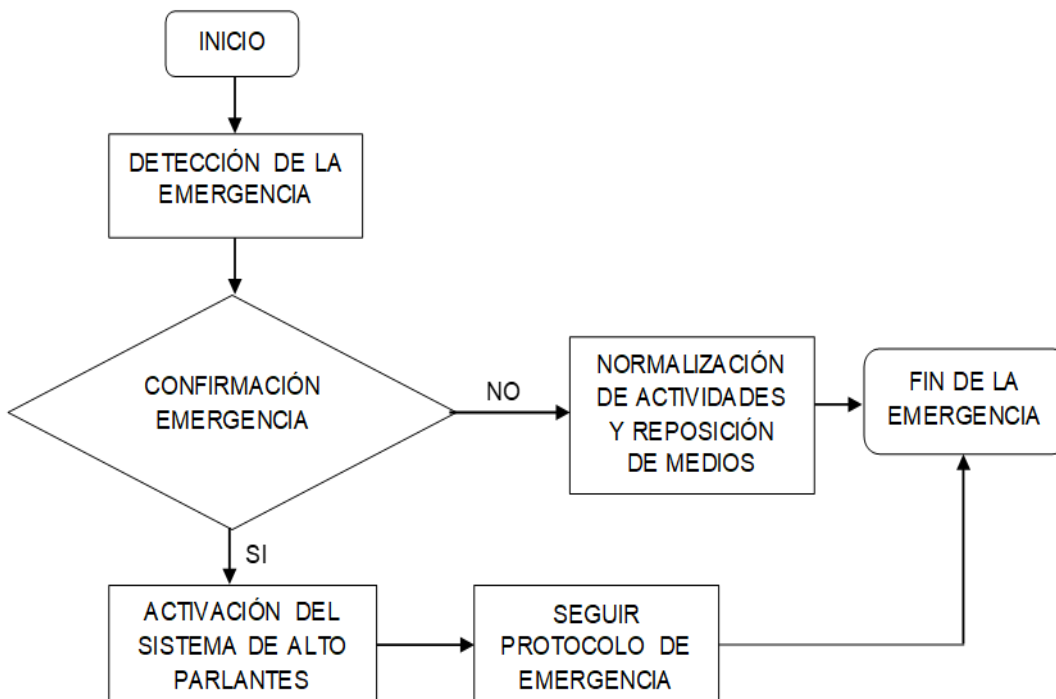 INICIO
DETECCIÓN DE LA
EMERGENCIA
CONFIRMACIÓN
EMERGENCIA
NO
NORMALIZACIÓN
DE ACTIVIDADES
Y REPOSICIÓN
DE MEDIOS
FIN DE LA
EMERGENCIA
SI
ACTIVACIÓN DEL
SISTEMA DE ALTO
PARLANTES
SEGUIR
PROTOCOLO DE
EMERGENCIA